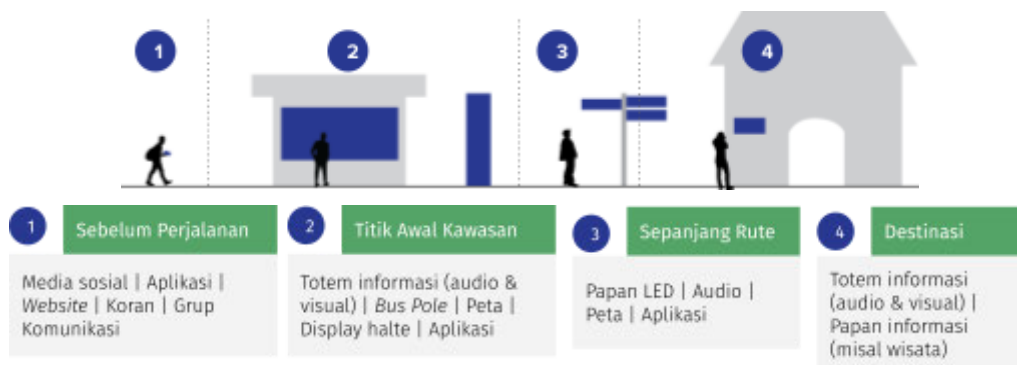 1
2
3
4
1
Sebelum Perjalanan
Media sosial | Aplikasi |
Website | Koran | Grup
Komunikasi
2
Titik Awal Kawasan
Totem informasi (audio &
visual) | Bus Pole | Peta |
Display halte | Aplikasi
3
Sepanjang Rute
Papan LED | Audio |
Peta | Aplikasi
4
Destinasi
Totem informasi
(audio & visual) |
Papan informasi
(misal wisata)